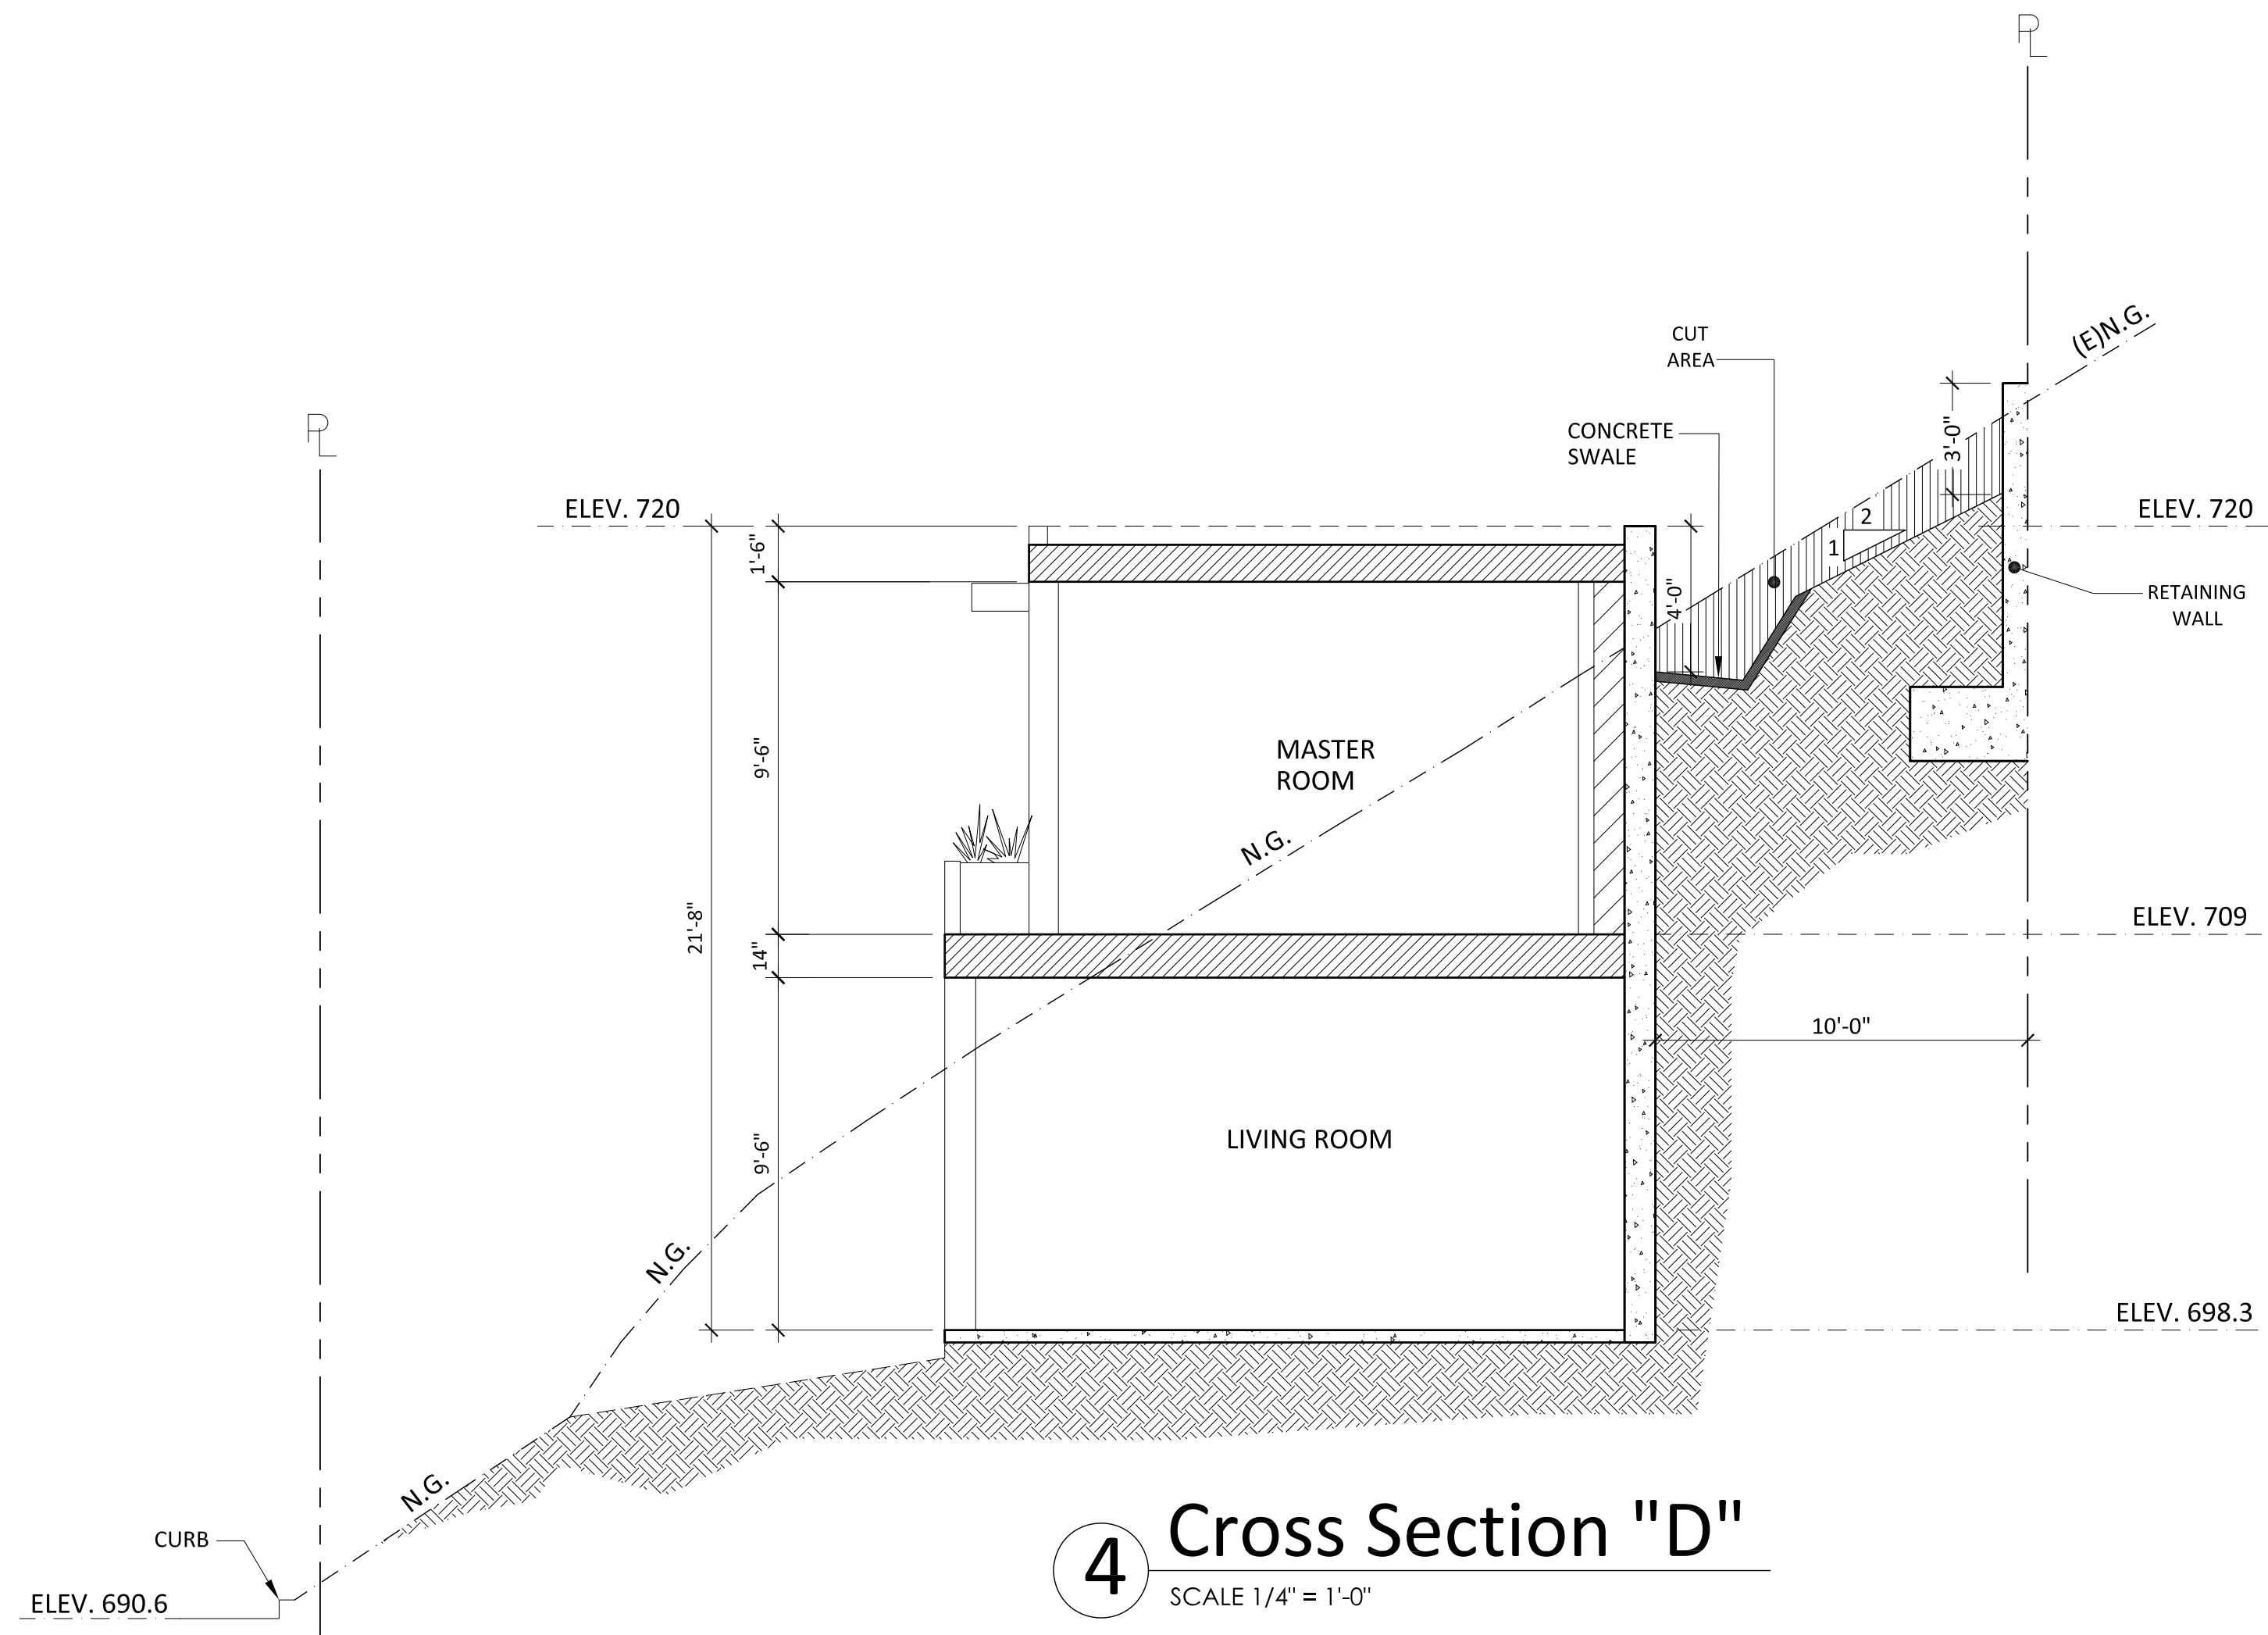 PL
PL
(E)N.G.
CUT
AREA
CONCRETE
SWALE
3'-0"
ELEV. 720
ELEV. 720
2
1
1'-6"
4'-0"
RETAINING
WALL
9'-6"
MASTER
ROOM
N.G.
21'-8"
14"
ELEV. 709
10'-0"
9'-6"
LIVING ROOM
N.G.
ELEV. 698.3
N.G.
CURB
ELEV. 690.6
4
Cross Section "D"
SCALE 1/4" = 1'-0"